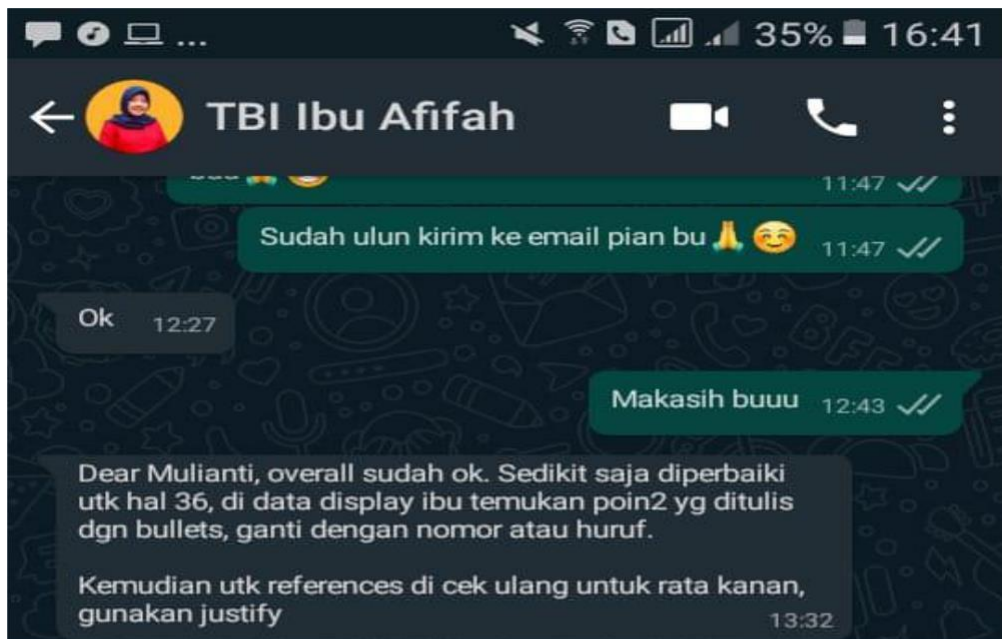 35% 16:41
TBI Ibu Afifah
11:47
Sudah ulun kirim ke email pian bu 🙏 ☺️ 11:47
Ok 12:27
Makasih buuu 12:43
Dear Mulianti, overall sudah ok. Sedikit saja diperbaiki
utk hal 36, di data display ibu temukan poin2 yg ditulis
dgn bullets, ganti dengan nomor atau huruf.
Kemudian utk references di cek ulang untuk rata kanan,
gunakan justify
13:32